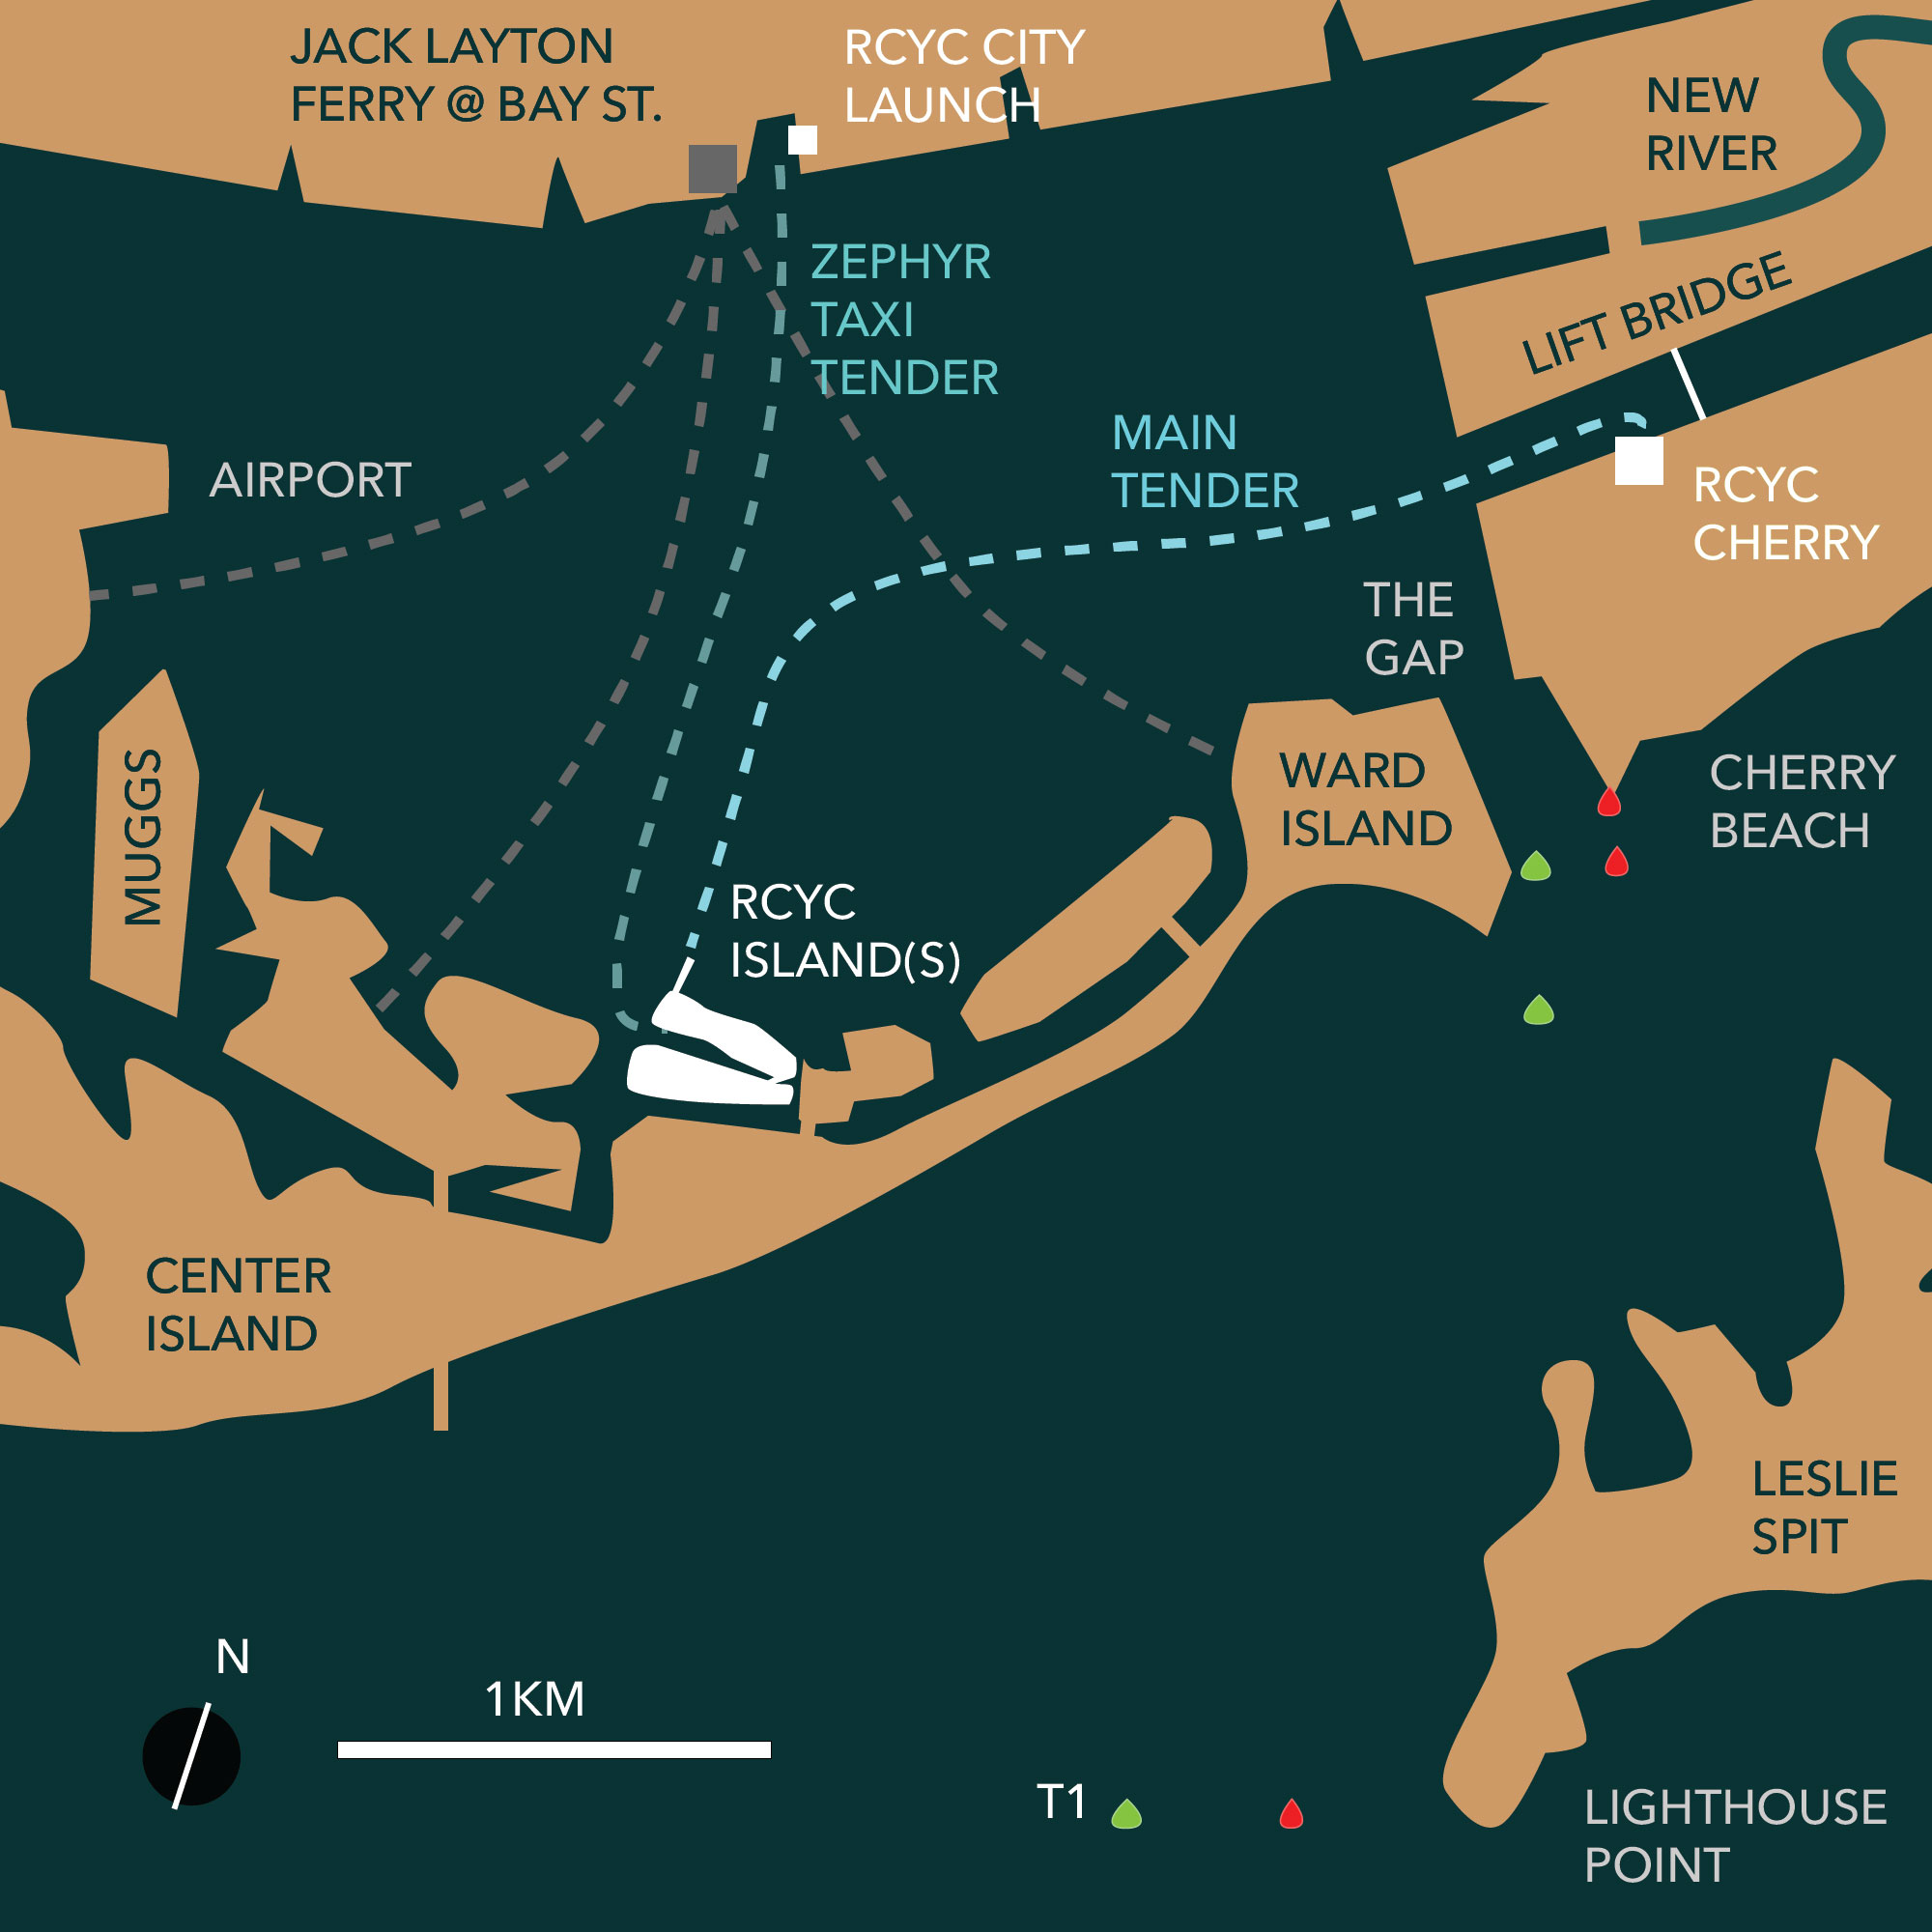 JACK LAYTON
FERRY @ BAY ST.
RCYC CITY
LAUNCH
NEW
RIVER
ZEPHYR
TAXI
TENDER
LIFT BRIDGE
MAIN
TENDER
AIRPORT
RCYC
CHERRY
THE
GAP
MUGGS
WARD
ISLAND
CHERRY
BEACH
RCYC
ISLAND(S)
CENTER
ISLAND
LESLIE
SPIT
N
1KM
T1
LIGHTHOUSE
POINT